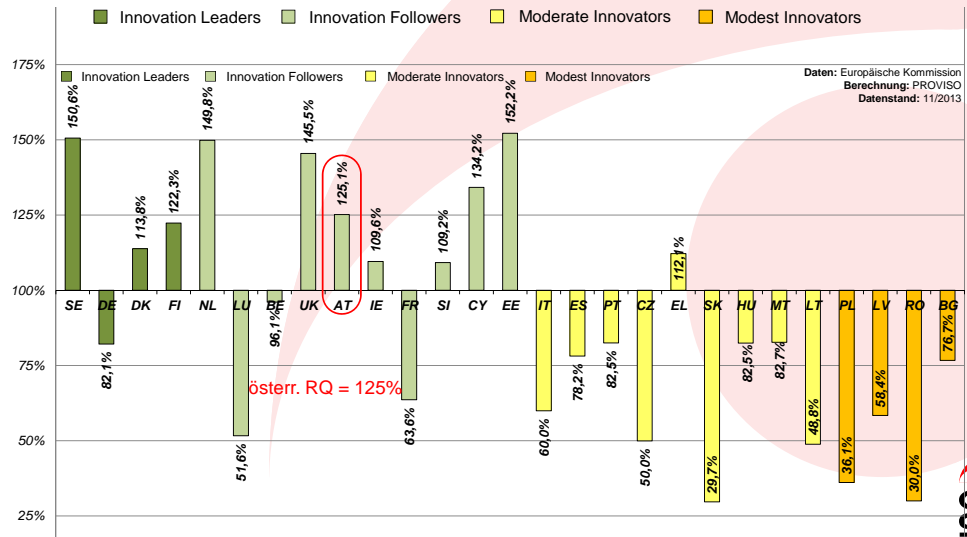 Innovation Leaders Innovation Followers Moderate Innovators Modest Innovators
175%
Innovation Leaders Innovation Followers Moderate Innovators Modest Innovators
Daten: Europäische Kommission
Berechnung: PROVISO
Datenstand: 11/2013
150,6% 113,8% 122,3% 149,8% 145,5% 125,1% 109,6% 109,2% 134,2% 152,2% 112,1%
150%
125%
100% SE DE DK FI NL LU BE UK AT IE FR SI CY EE IT ES PT CZ EL SK HU MT LT PL LV RO BG
82,1% 51,6% 96,1% 63,6% 60,0% 78,2% 82,5% 50,0% 29,7% 82,5% 82,7% 48,8% 36,1% 58,4% 30,0% 76,7%
75%
österr. RQ = 125%
50%
25%